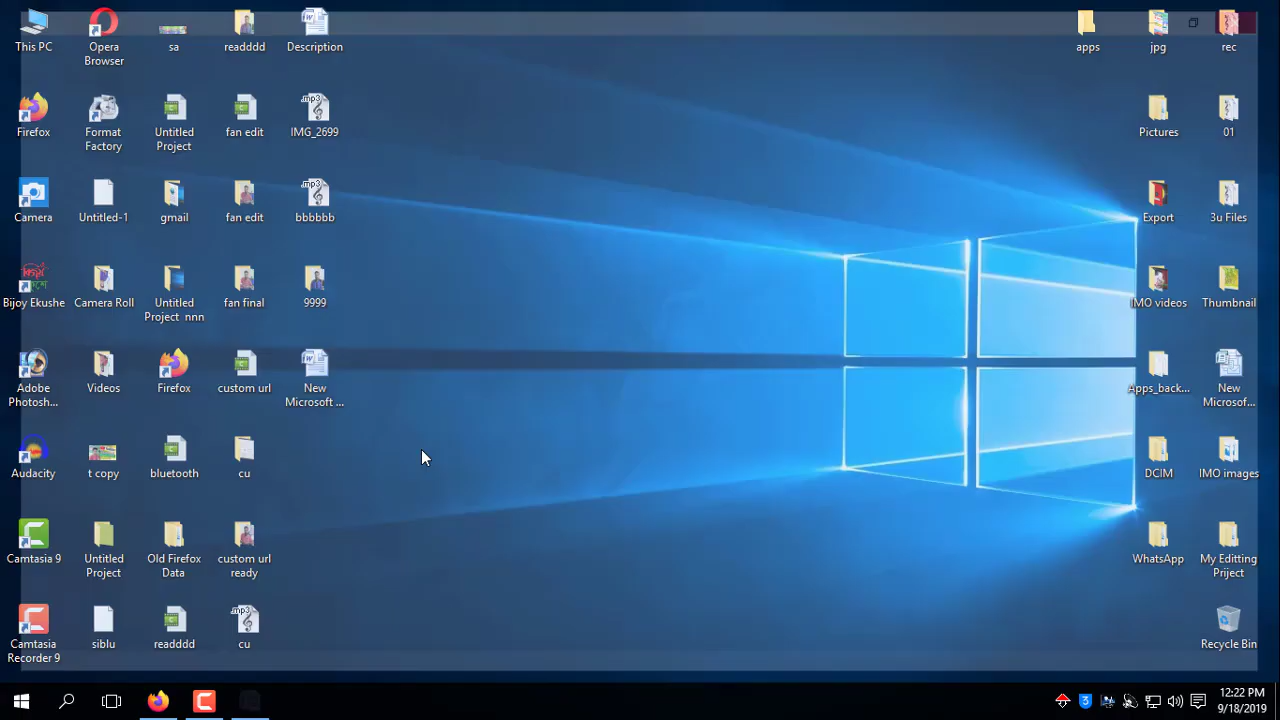 This PC
Opera
Browser
sa
readddd
Description
apps
jpg
rec
Firefox
Format
Factory
Untitled
Project
fan edit
IMG_2699
Pictures
01
Camera
Untitled-1
gmail
fan edit
bbbbbb
Export
3u Files
Bijoy Ekushe
Camera Roll
Untitled
Project nnn
fan final
9999
IMO videos
Thumbnail
Adobe
Photosh...
Videos
Firefox
custom url
New
Microsoft ...
Apps_back...
New
Microsof...
Audacity
t copy
bluetooth
cu
DCIM
IMO images
Camtasia 9
Untitled
Project
Old Firefox
Data
custom url
ready
WhatsApp
My Editting
Priject
Camtasia
Recorder 9
siblu
readddd
cu
Recycle Bin
12:22 PM
9/18/2019